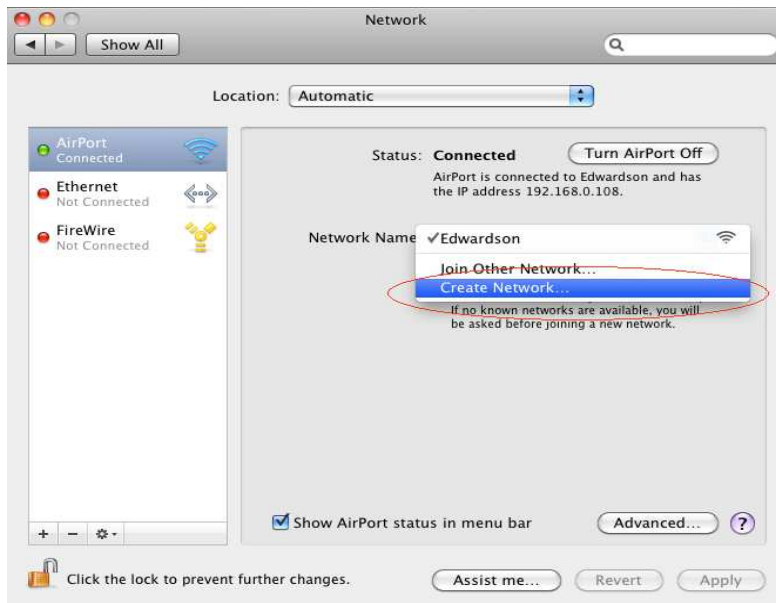 Network
Show All
Location: Automatic
AirPort
Connected
Ethernet
Not Connected
FireWire
Not Connected
Status: Connected Turn AirPort Off
AirPort is connected to Edwardson and has
the IP address 192.168.0.108.
Network Name ✓Edwardson
Join Other Network...
Create Network...
If no known networks are available, you will
be asked before joining a new network.
Show AirPort status in menu bar Advanced... ?
Click the lock to prevent further changes. Assist me... Revert Apply